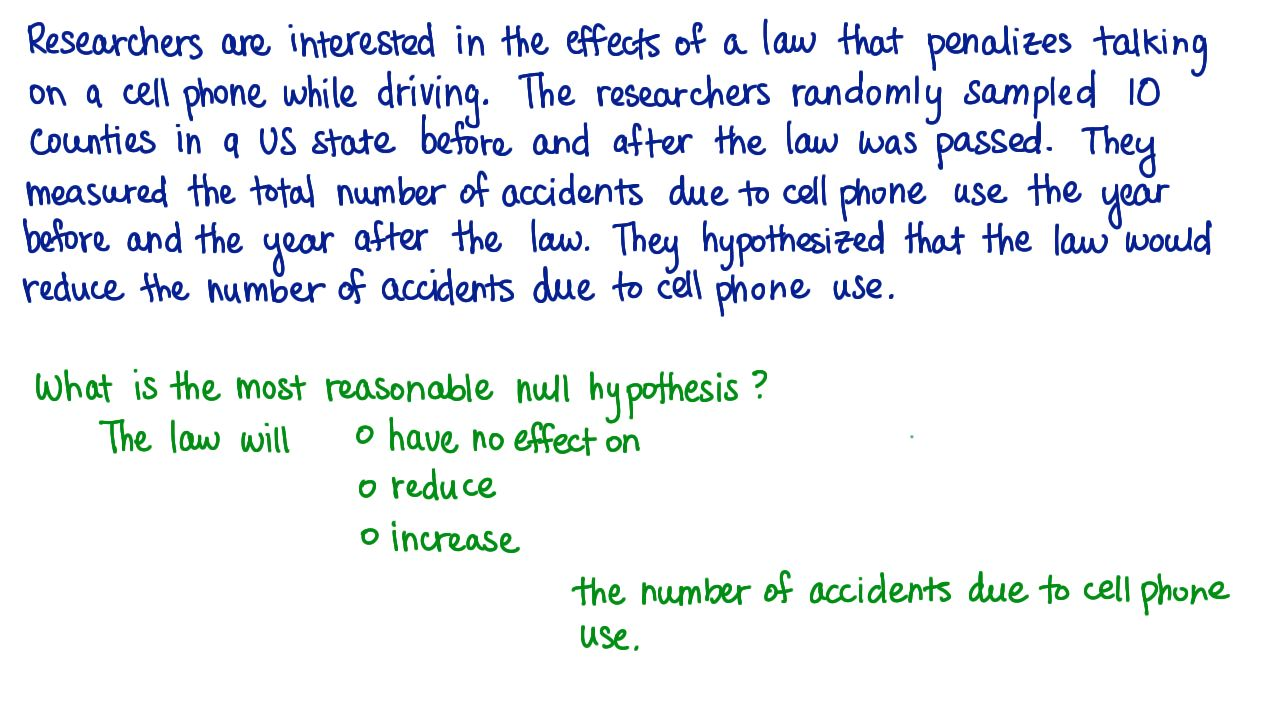 Researchers are interested in the effects of a law that penalizes talking
on a cell phone while driving. The researchers randomly sampled 10
Counties in a US state before and after the law was passed. They
measured the total number of accidents due to cell phone use the year
before and the year after the law. They hypothesized that the law would
reduce the number of accidents due to cell phone use.
What is the most reasonable null hypothesis?
The law will o have no effect on
o reduce
o increase
the number of accidents due to cell phone
use.